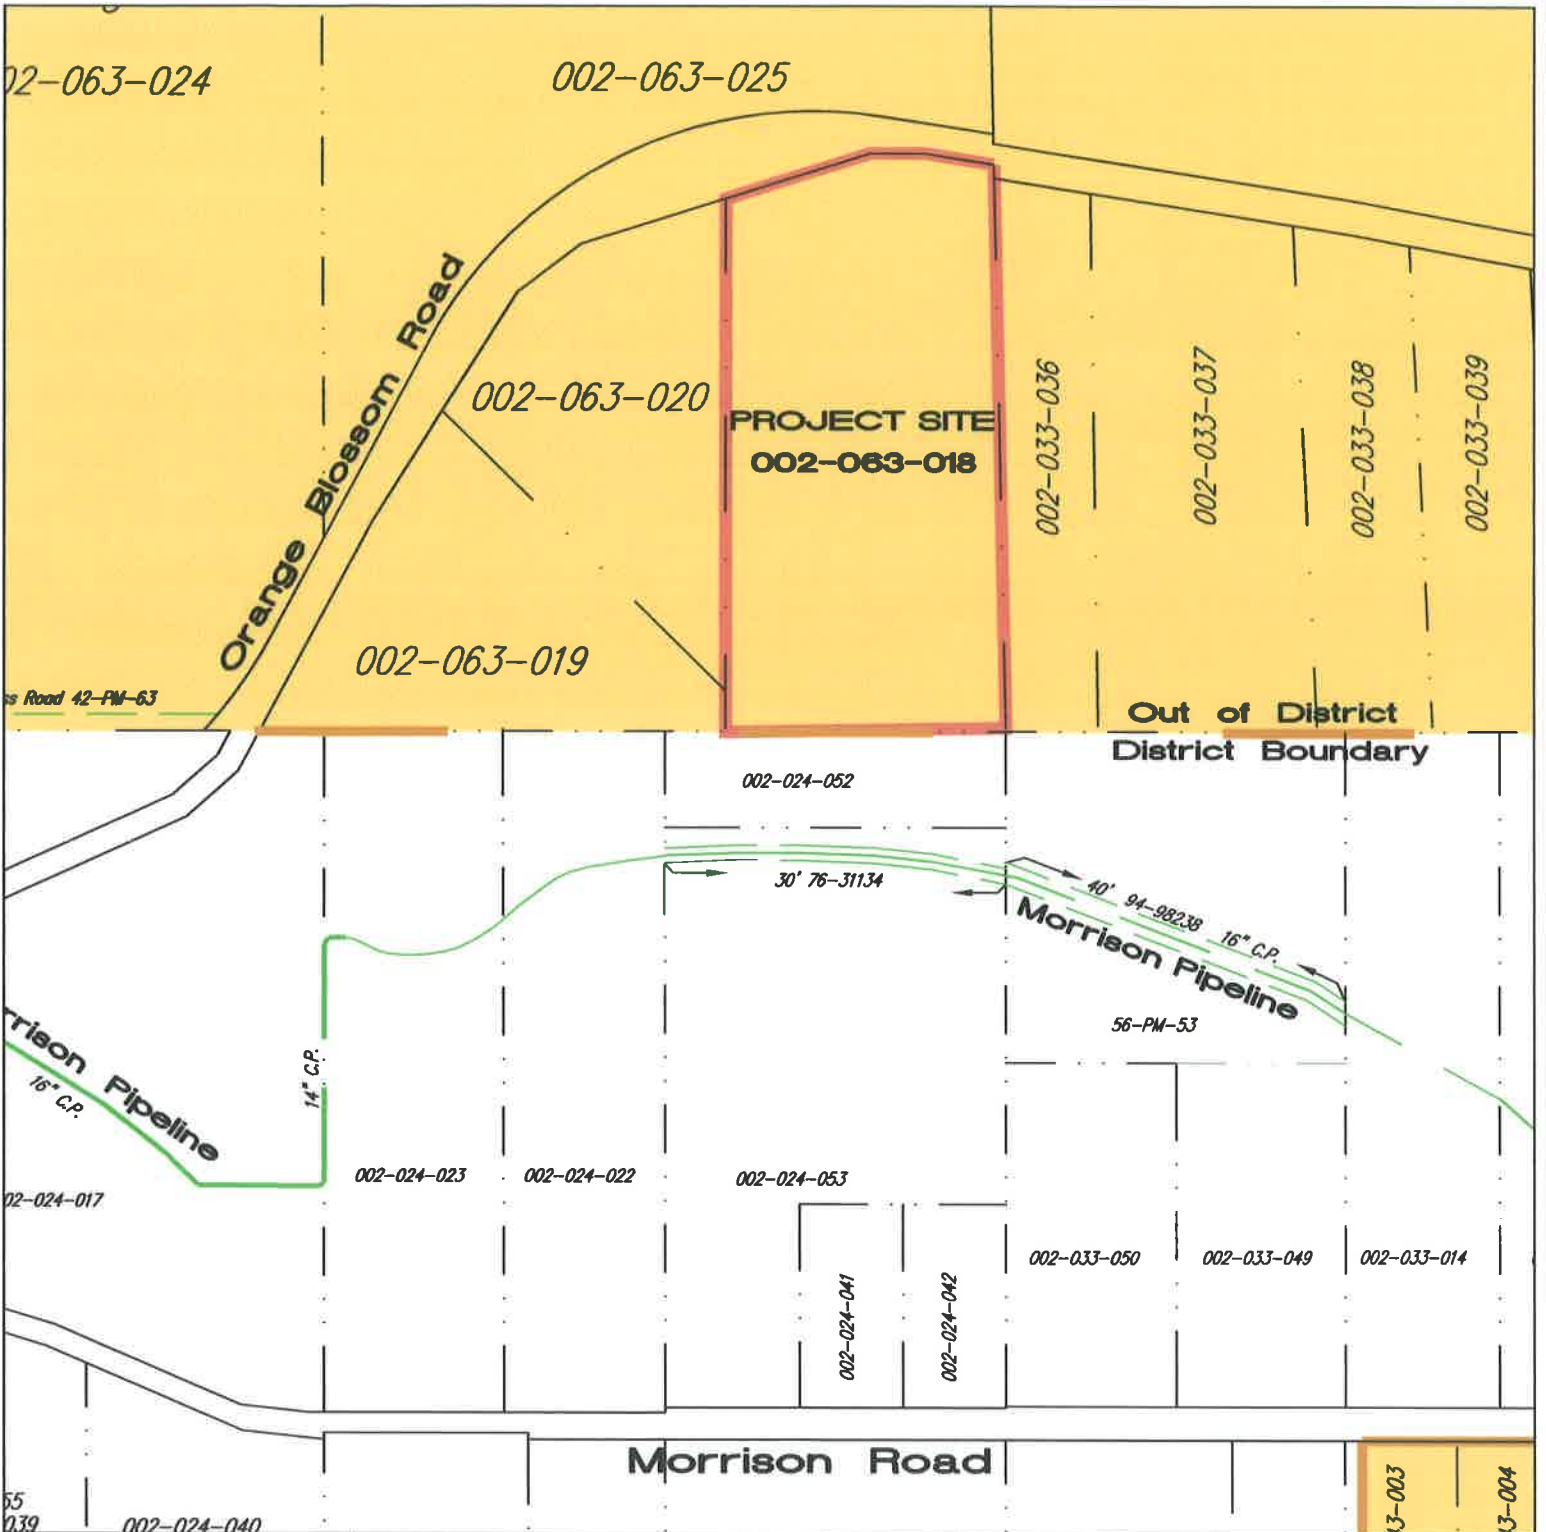 02-063-024
002-063-025
Orange Blossom Road
002-063-020
PROJECT SITE
002-063-018
002-033-036
002-033-037
002-033-038
002-033-039
002-063-019
ss Road 42-PM-63
Out of District
District Boundary
002-024-052
30' 76-31134
40' 94-98238 16" C.P.
Morrison Pipeline
56-PM-53
rrison Pipeline
16" C.P.
14" C.P.
02-024-017
002-024-023
002-024-022
002-024-053
002-024-041
002-024-042
002-033-050
002-033-049
002-033-014
Morrison Road
55
039
002-024-040
3-003
3-004